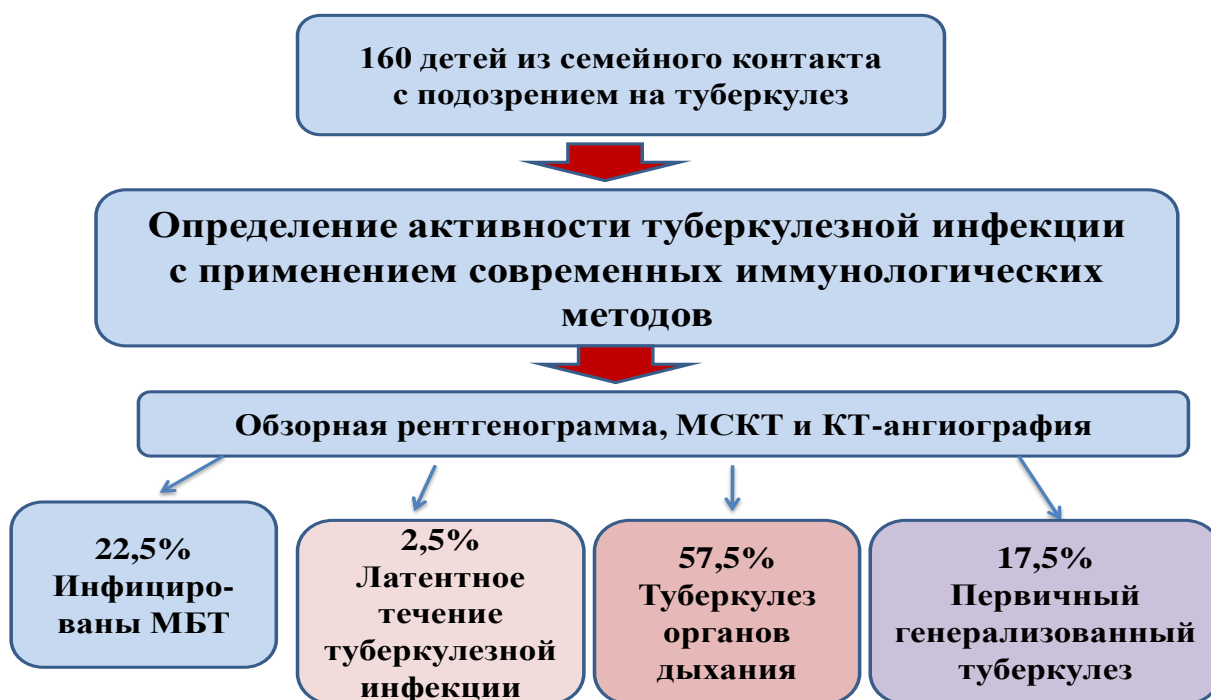 160 детей из семейного контакта
с подозрением на туберкулез
Определение активности туберкулезной инфекции
с применением современных иммунологических
методов
Обзорная рентгенограмма, МСКТ и КТ-ангиография
22,5%
Инфициро-
ваны МБТ
2,5%
Латентное
течение
туберкулезной
инфекции
57,5%
Туберкулез
органов
дыхания
17,5%
Первичный
генерализованный
туберкулез